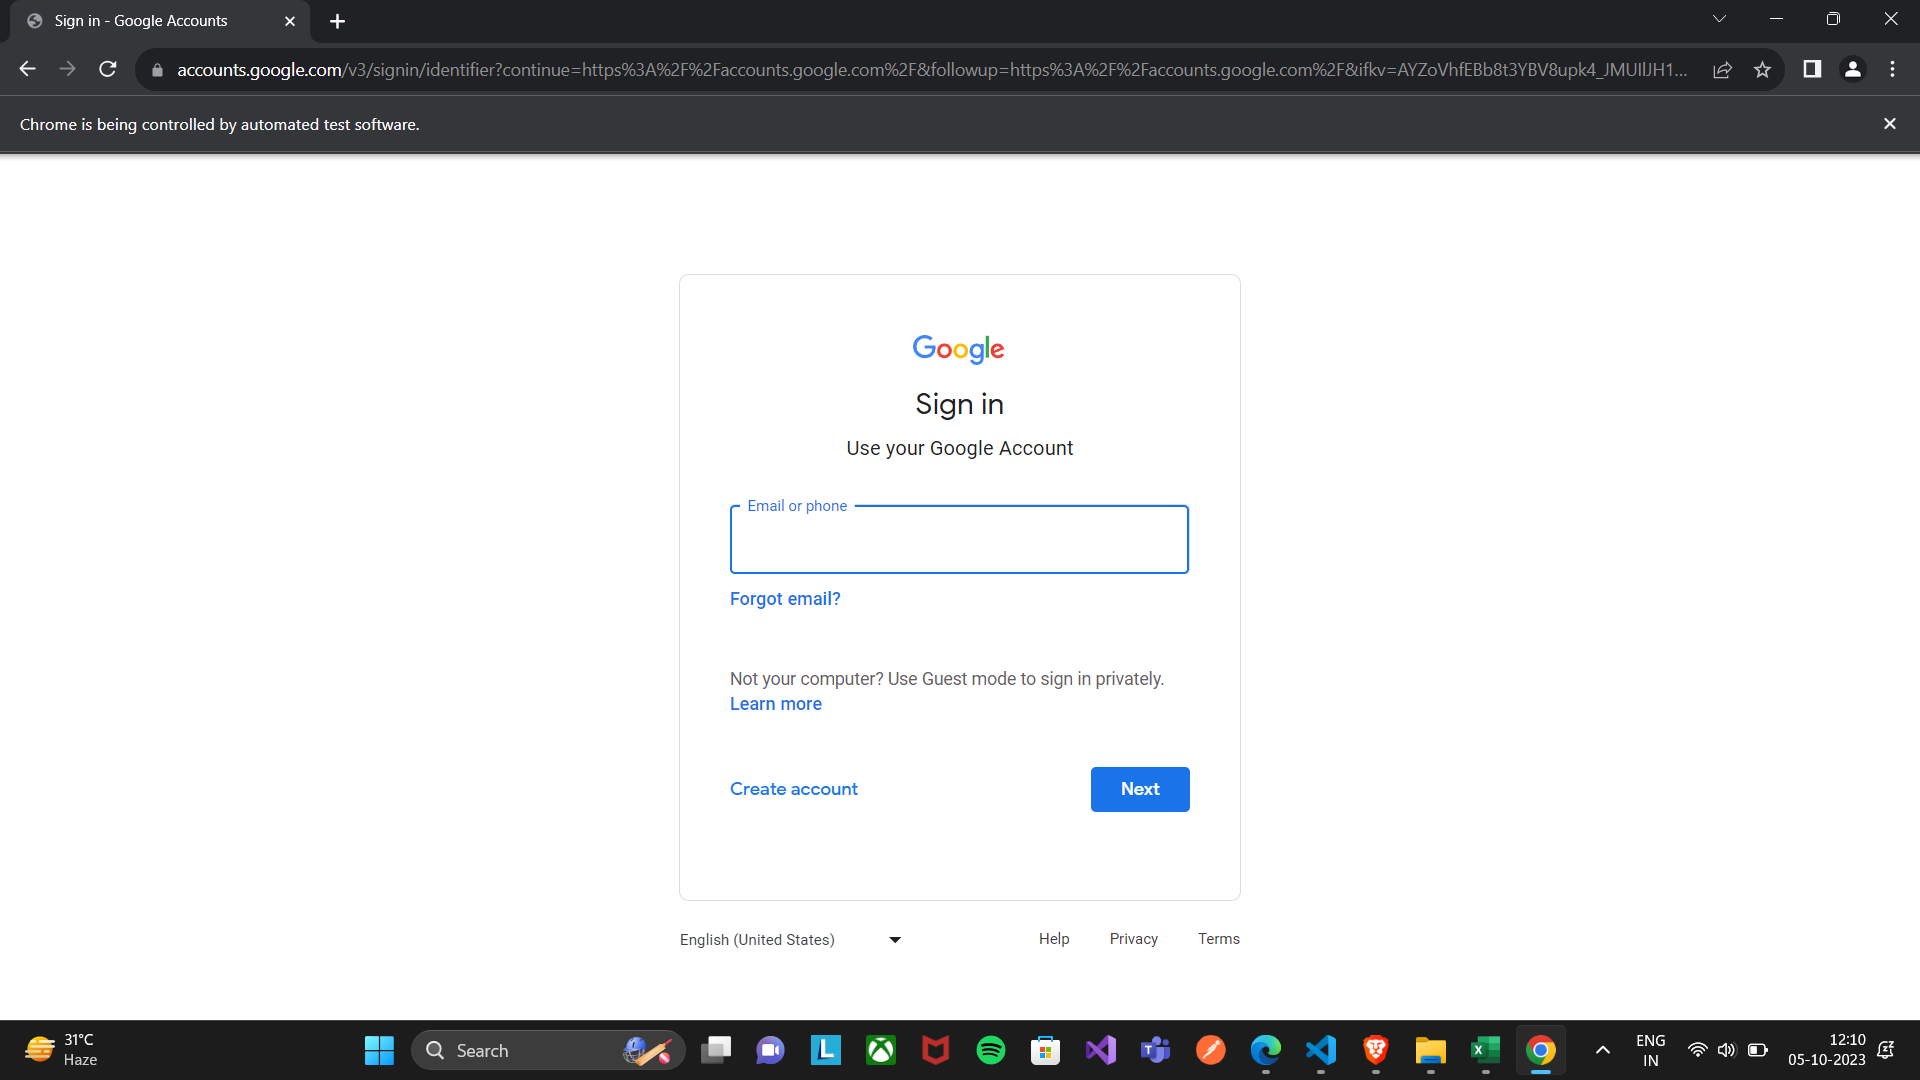 Sign in - Google Accounts
accounts.google.com/v3/signin/identifier?continue=https%3A%2F%2Faccounts.google.com%2F&followup=https%3A%2F%2Faccounts.google.com%2F&ifkv=AYZoVhfEBb8t3YBV8upk4_JMUIlJH1...
Chrome is being controlled by automated test software.
Google
Sign in
Use your Google Account
Email or phone
Forgot email?
Not your computer? Use Guest mode to sign in privately.
Learn more
Create account
Next
English (United States)
Help Privacy Terms
31°C
Haze
Search
L
T
X
ENG
IN
12:10
05-10-2023